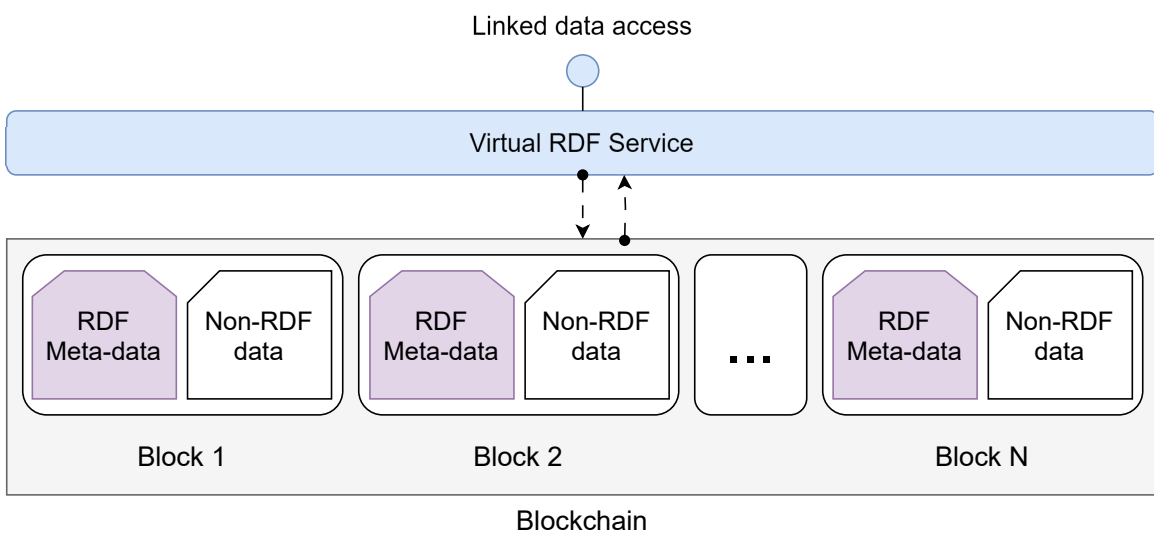 Linked data access
Virtual RDF Service
RDF
Meta-data
Non-RDF
data
RDF
Meta-data
Non-RDF
data
...
RDF
Meta-data
Non-RDF
data
Block 1
Block 2
Block N
Blockchain